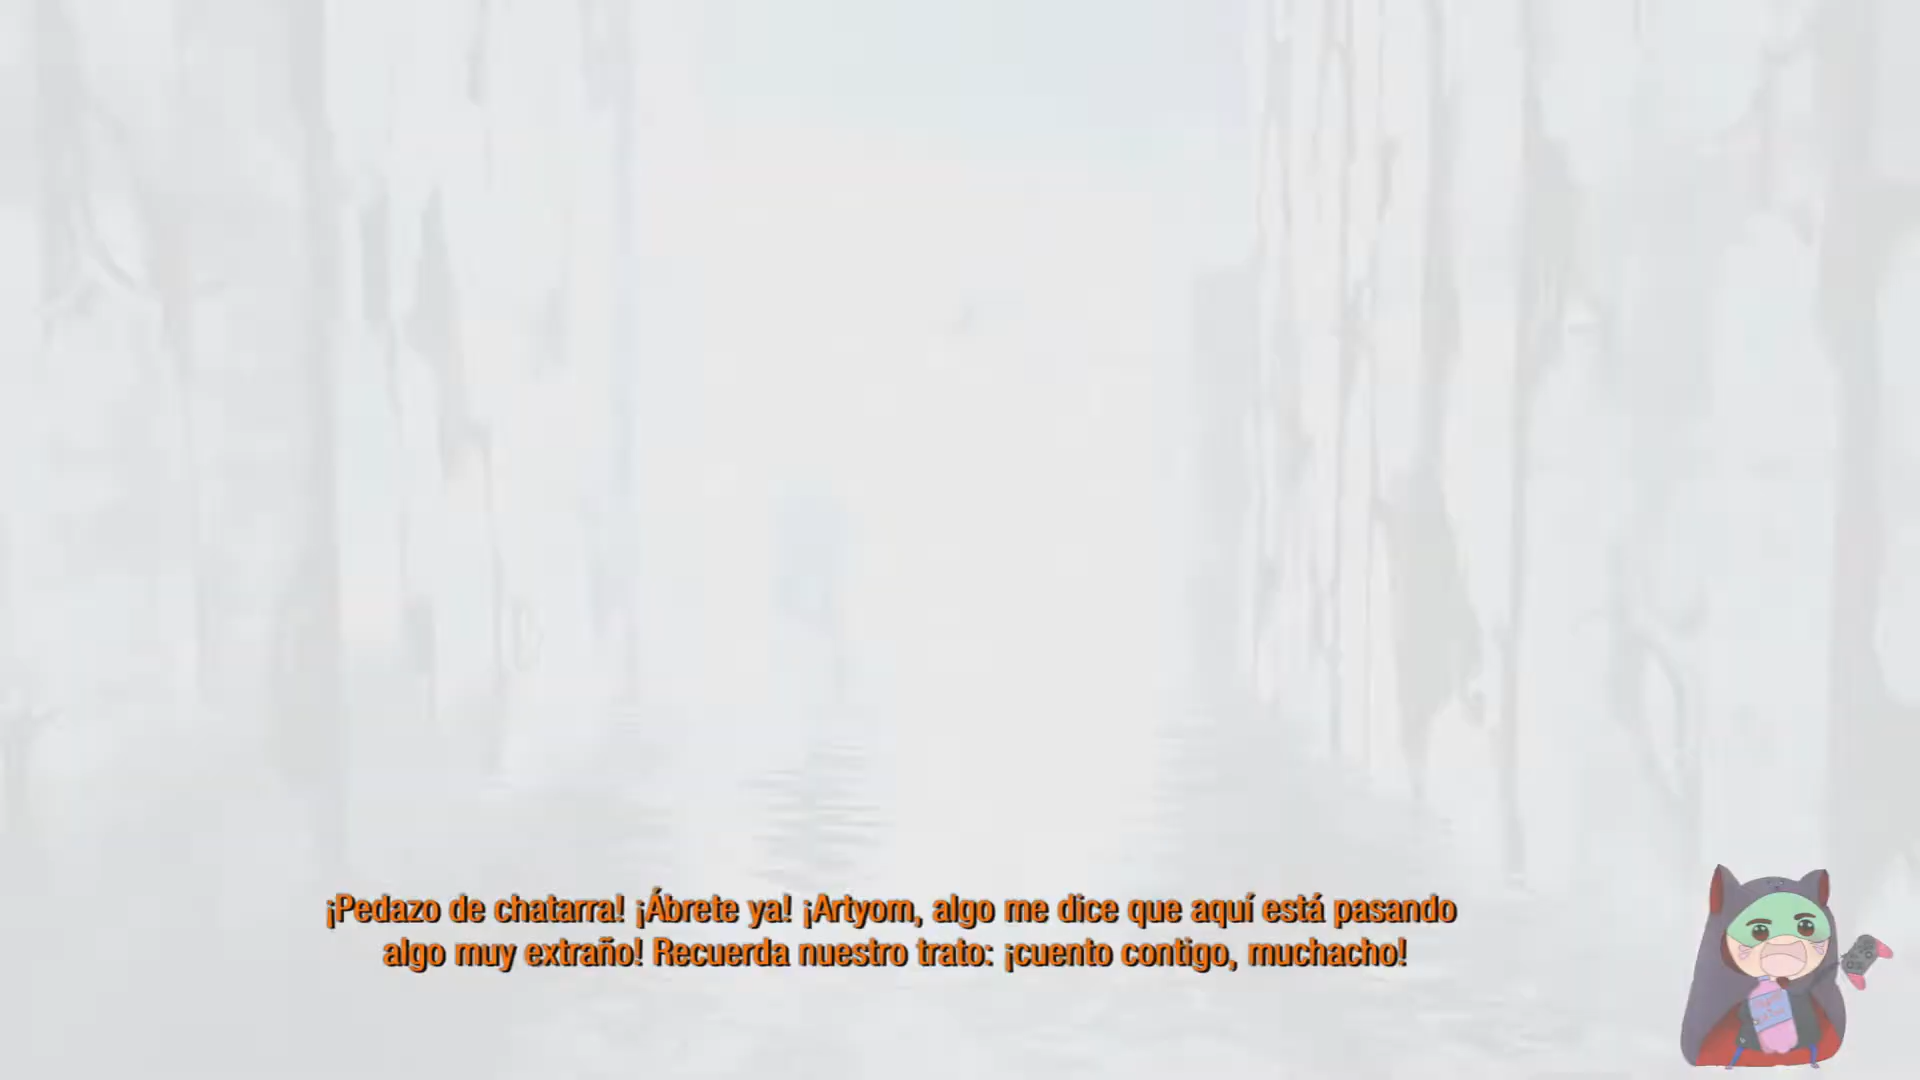 ¡Pedazo de chatarra! ¡Ábrete ya! ¡Artyom, algo me dice que aquí está pasando
algo muy extraño! Recuerda nuestro trato: ¡cuento contigo, muchacho!